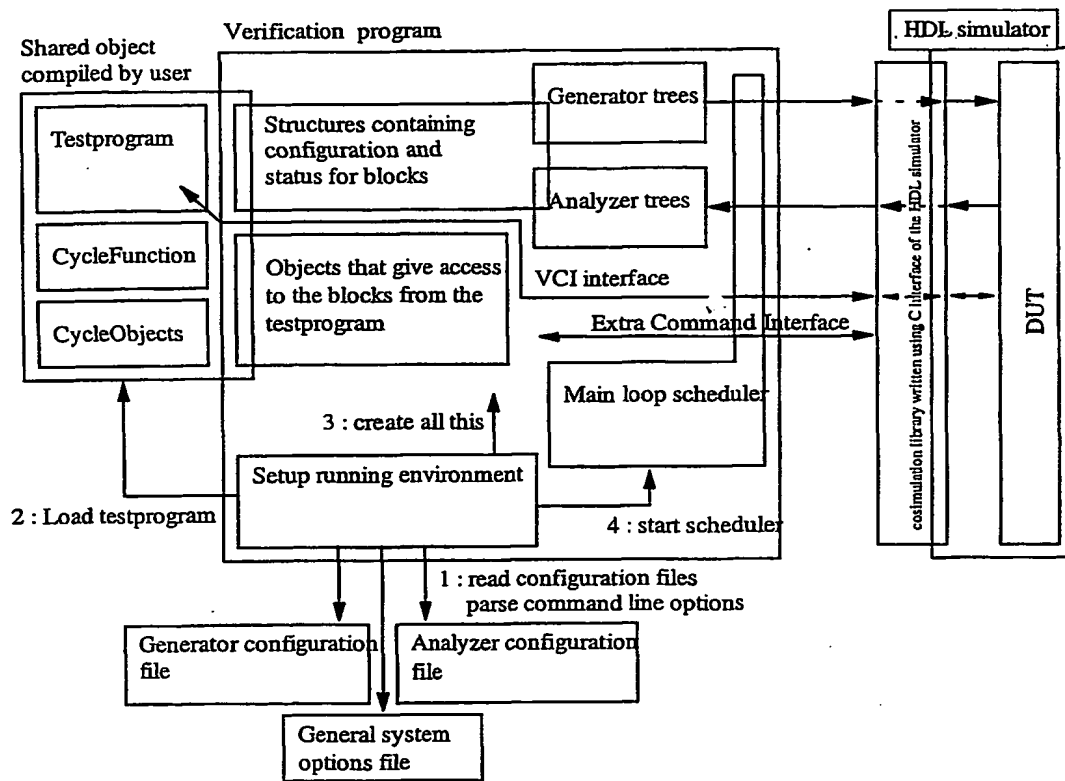 Verification program
. HDL simulator
Shared object
compiled by user
Testprogram
CycleFunction
CycleObjects
Structures containing
configuration and
status for blocks
Generator trees
Analyzer trees
Objects that give access
to the blocks from the
testprogram
VCI interface
Extra Command Interface
Main loop scheduler
cosimulation library written using C interface of the HDL simulator
DUT
3 : create all this
Setup running environment
2 : Load testprogram
4 : start scheduler
1 : read configuration files
parse command line options
Generator configuration
file
Analyzer configuration
file
General system
options file